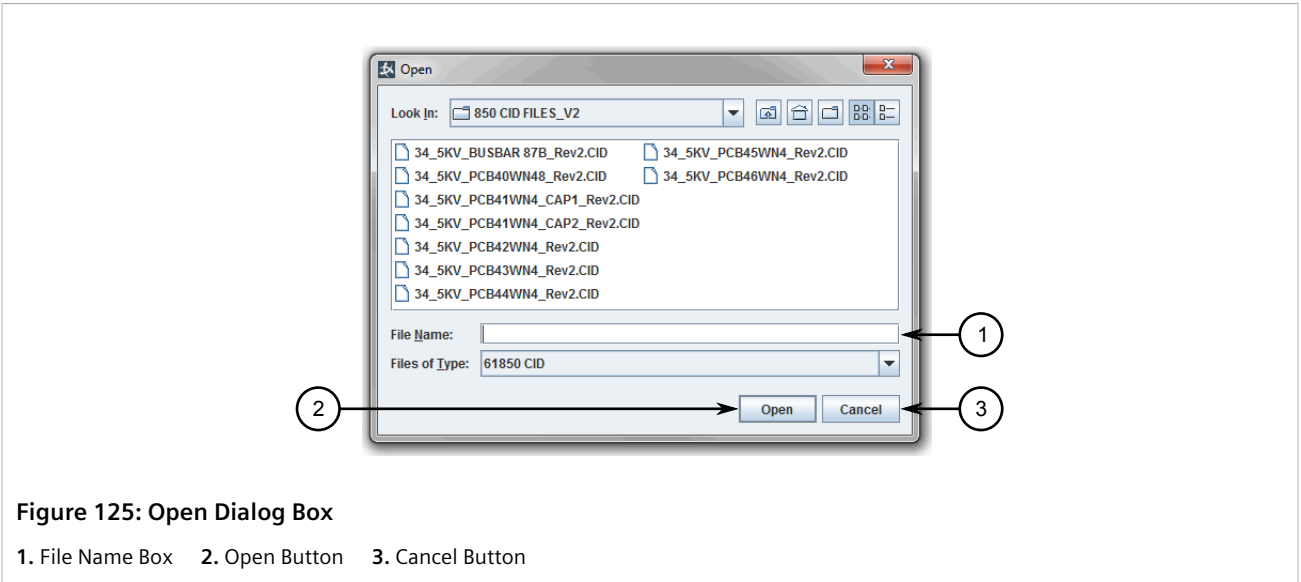 Open
Look In: 850 CID FILES_V2
34_5KV_BUSBAR 87B_Rev2.CID
34_5KV_PCB40WN48_Rev2.CID
34_5KV_PCB41WN4_CAP1_Rev2.CID
34_5KV_PCB41WN4_CAP2_Rev2.CID
34_5KV_PCB42WN4_Rev2.CID
34_5KV_PCB43WN4_Rev2.CID
34_5KV_PCB44WN4_Rev2.CID
34_5KV_PCB45WN4_Rev2.CID
34_5KV_PCB46WN4_Rev2.CID
File Name:
1
Files of Type: 61850 CID
2
Open Cancel
3
Figure 125: Open Dialog Box
1. File Name Box 2. Open Button 3. Cancel Button